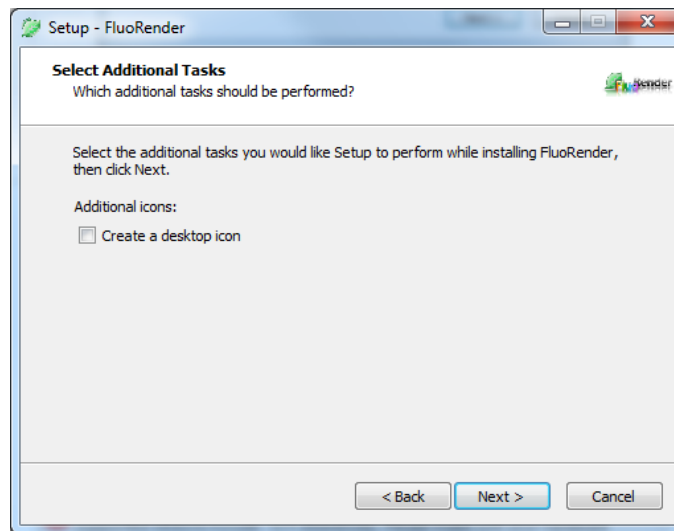 Setup - FluoRender
Select Additional Tasks
Which additional tasks should be performed?
FluoRender
Select the additional tasks you would like Setup to perform while installing FluoRender,
then click Next.
Additional icons:
Create a desktop icon
< Back
Next >
Cancel